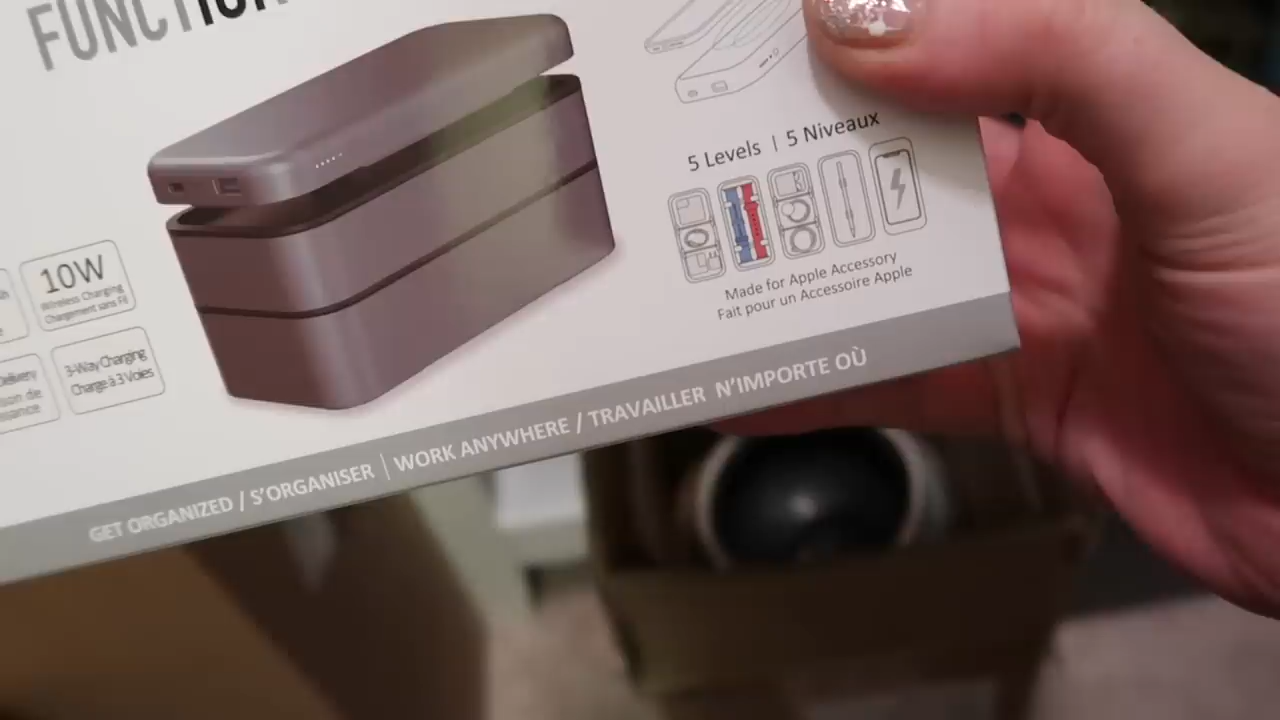 FUNCTION
5 Levels | 5 Niveaux
Made for Apple Accessory
Fait pour un Accessoire Apple
10W
Wireless Charging
Chargement sans Fil
3-Way Charging
Charge à 3 Voies
GET ORGANIZED / S'ORGANISER | WORK ANYWHERE / TRAVAILLER N'IMPORTE OÙ